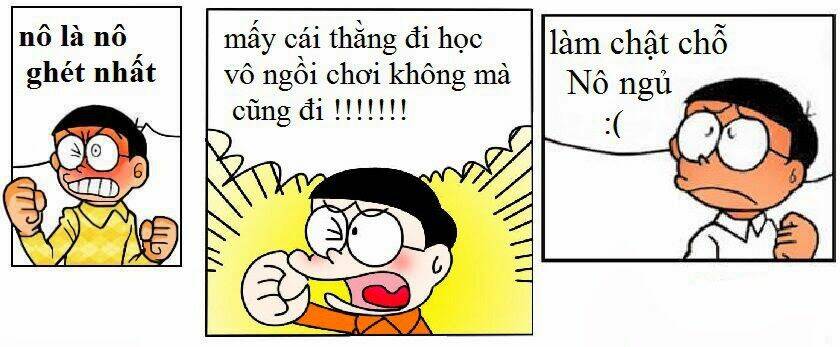 nô là nô
ghét nhất
mấy cái thằng đi học
vô ngồi chơi không mà
cũng đi !!!!!!!
làm chật chỗ
Nô ngủ
:(